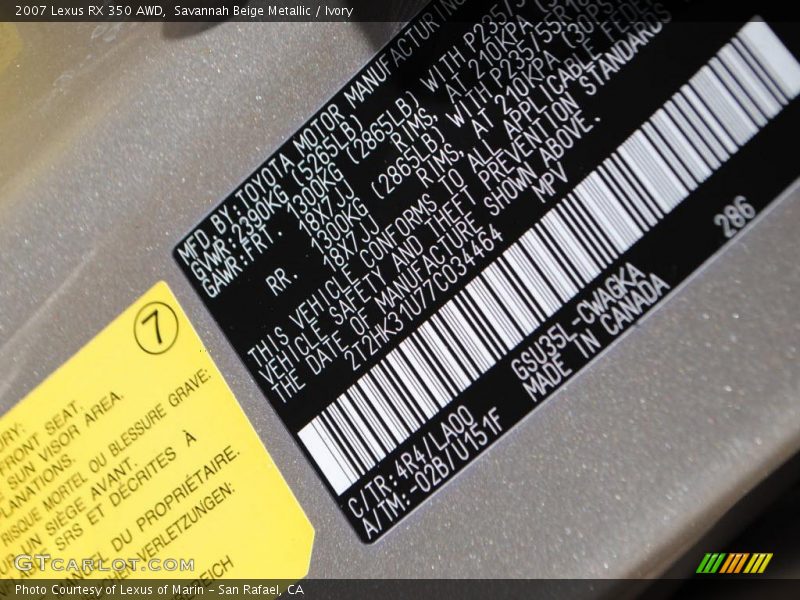 2007 Lexus RX 350 AWD, Savannah Beige Metallic / Ivory
MFD BY:TOYOTA MOTOR MANUFACTURING
GVWR:2390KG (5265LB)
GAWR:FRT. 1300KG (2865LB) WITH P235/
18X7JJ RIMS, AT 210KPA
RR. 1300KG (2865LB) WITH P235/55R18
18X7JJ RIMS, AT 210KPA (30PSI
THIS VEHICLE CONFORMS TO ALL APPLICABLE FEDERAL
VEHICLE SAFETY AND THEFT PREVENTION STANDARDS
THE DATE OF MANUFACTURE SHOWN ABOVE.
2T2HK31U77C034464 MPV
286
C/TR:4R4/LA00 GSU35L-CWAGKA
A/TM:-02B/U151F MADE IN CANADA
7
URY:
FRONT SEAT.
SUN VISOR AREA.
PLANATIONS.
RISQUE MORTEL OU BLESSURE GRAVE:
UN SIÈGE AVANT.
SRS ET DÉCRITES À
MANUEL DU PROPRIÉTAIRE.
VERLETZUNGEN:
GTCarLot.com
Photo Courtesy of Lexus of Marin - San Rafael, CA